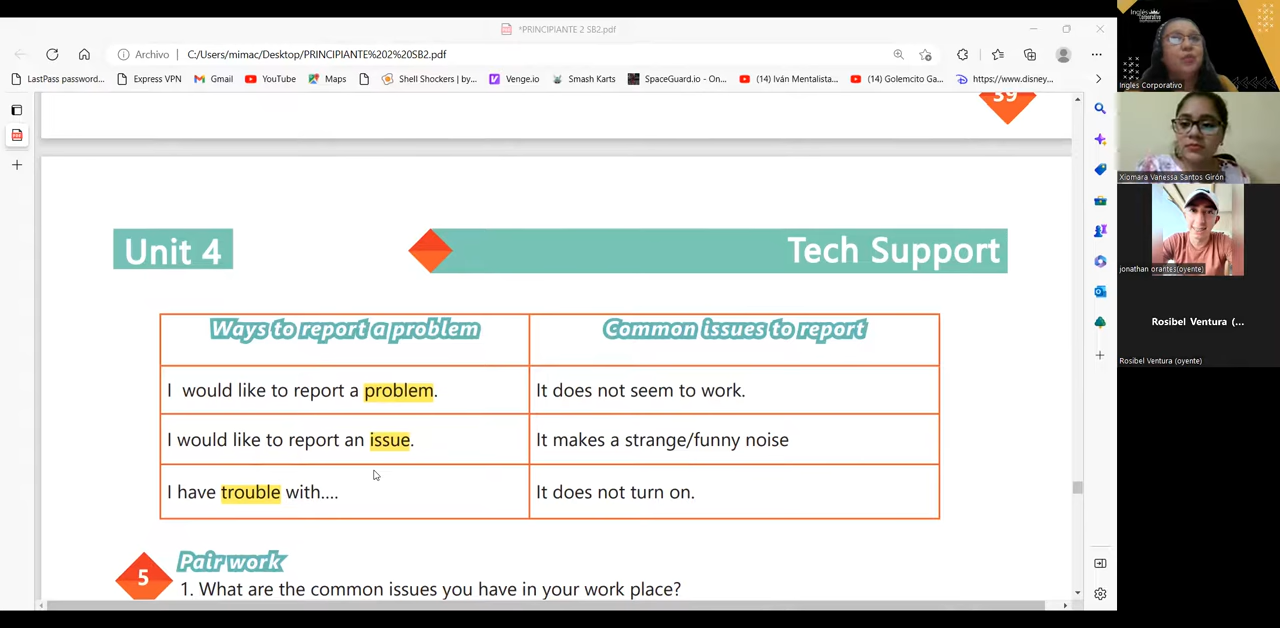 *PRINCIPIANTE 2 SB2.pdf
Archivo
C:/Users/mimac/Desktop/PRINCIPIANTE%202%20SB2.pdf
LastPass password...
Express VPN
Gmail
YouTube
Maps
Shell Shockers | by...
Venge.io
Smash Karts
SpaceGuard.io - On...
(14) Iván Mentalista...
(14) Golemcito Ga...
https://www.disney...
39
Unit 4
Tech Support
Ways to report a problem
Common issues to report
I would like to report a problem.
It does not seem to work.
I would like to report an issue.
It makes a strange/funny noise
I have trouble with....
It does not turn on.
5
Pair work
1. What are the common issues you have in your work place?
Inglés
Corporativo
Inglés Corporativo
Xiomara Vanessa Santos Girón
jonathan orantes(oyente)
Rosibel Ventura (...
Rosibel Ventura (oyente)